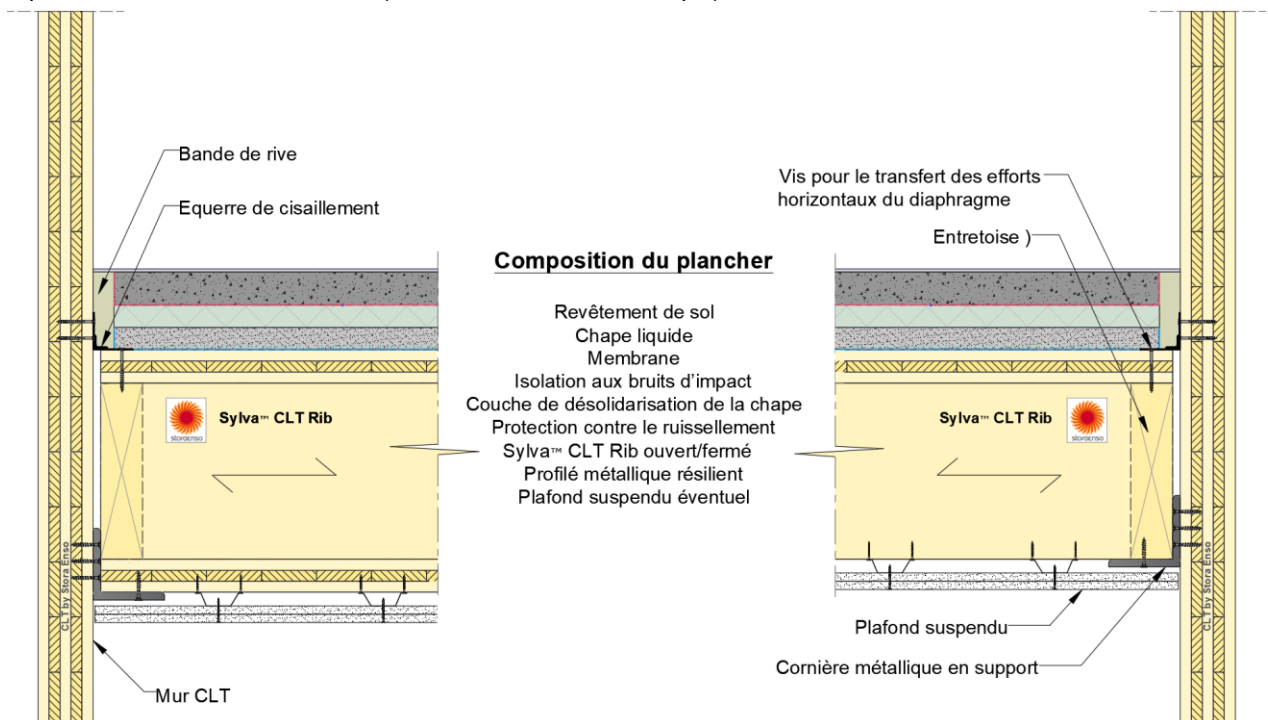 Bande de rive
Equerre de cisaillement
Vis pour le transfert des efforts
horizontaux du diaphragme
Entretoise )
Composition du plancher
Revêtement de sol
Chape liquide
Membrane
Isolation aux bruits d'impact
Couche de désolidarisation de la chape
Protection contre le ruissellement
Sylva™ CLT Rib ouvert/fermé
Profilé métallique résilient
Plafond suspendu éventuel
storaenso
Sylva™ CLT Rib
Sylva™ CLT Rib
storaenso
CLT by Stora Enso
CLT by Stora Enso
Plafond suspendu
Cornière métallique en support
Mur CLT